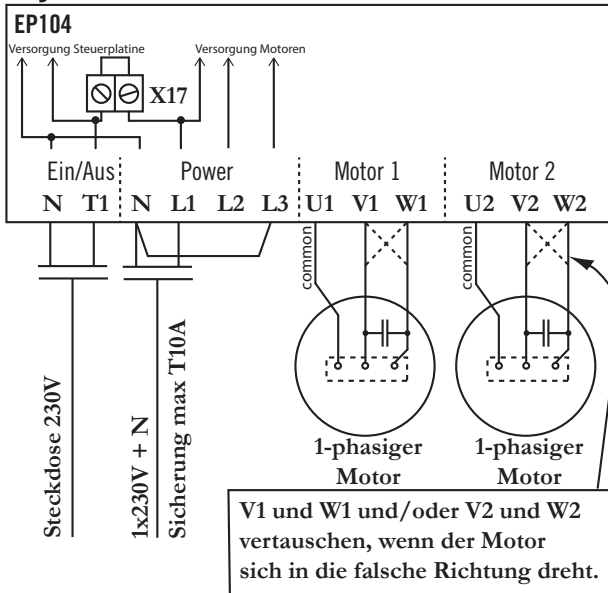 EP104
Versorgung Steuerplatine Versorgung Motoren
X17
Ein/Aus Power Motor 1 Motor 2
N T1 N L1 L2 L3 U1 V1 W1 U2 V2 W2
common common
Steckdose 230V
1x230V + N
Sicherung max T10A
1-phasiger 1-phasiger
Motor Motor
V1 und W1 und/oder V2 und W2
vertauschen, wenn der Motor
sich in die falsche Richtung dreht.